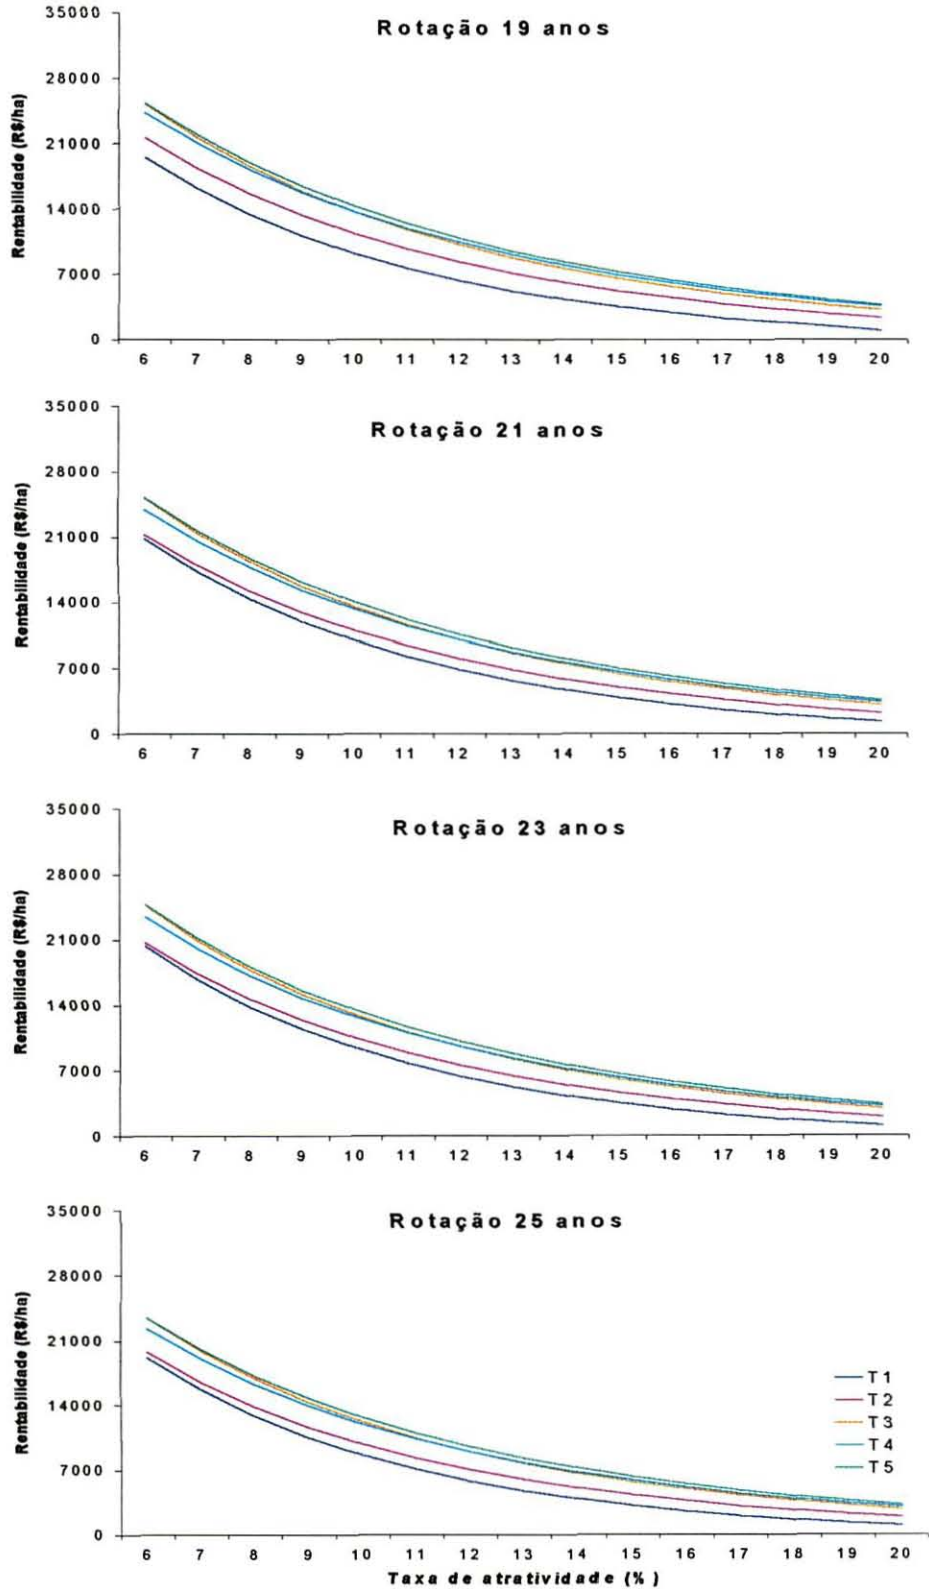 Rotação 19 anos
Rentabilidade (R$/ha)
35000
28000
21000
14000
7000
0
6 7 8 9 10 11 12 13 14 15 16 17 18 19 20
Rotação 21 anos
Rentabilidade (R$/ha)
35000
28000
21000
14000
7000
0
6 7 8 9 10 11 12 13 14 15 16 17 18 19 20
Rotação 23 anos
Rentabilidade (R$/ha)
35000
28000
21000
14000
7000
0
6 7 8 9 10 11 12 13 14 15 16 17 18 19 20
Rotação 25 anos
Rentabilidade (R$/ha)
35000
28000
21000
14000
7000
0
T1
T2
T3
T4
T5
6 7 8 9 10 11 12 13 14 15 16 17 18 19 20
Taxa de atratividade (%)